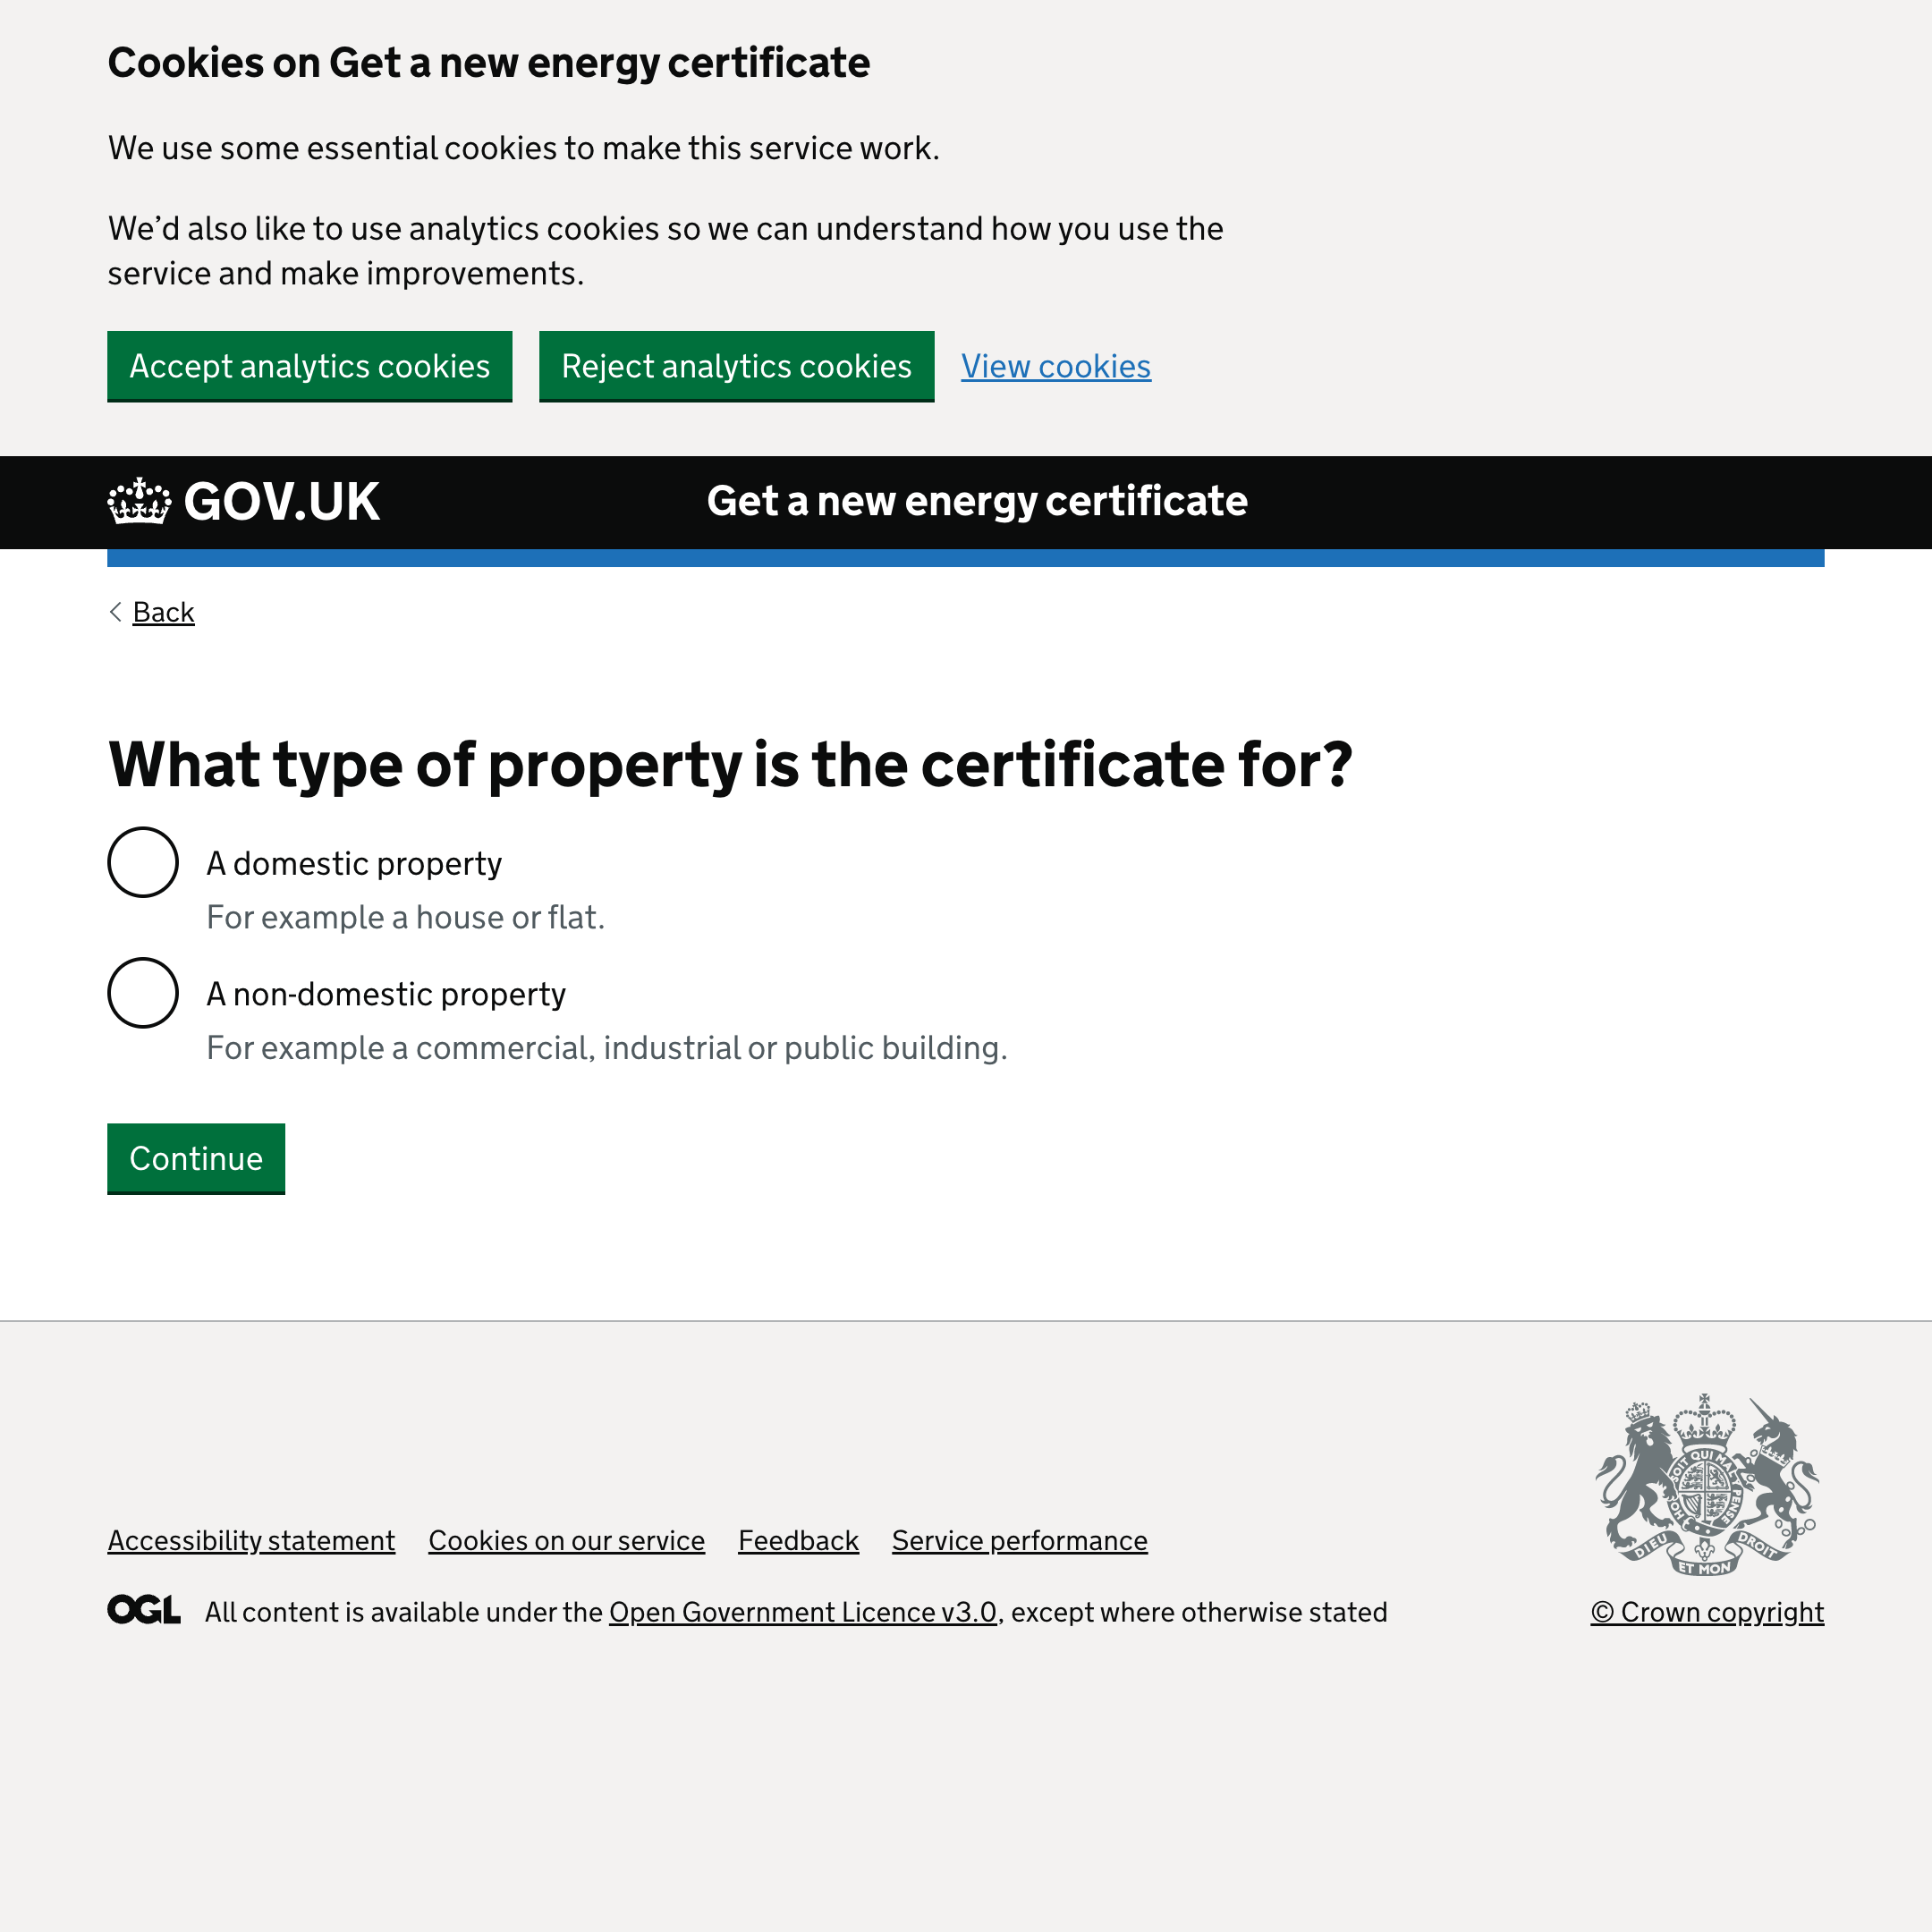 Cookies on Get a new energy certificate
We use some essential cookies to make this service work.
We’d also like to use analytics cookies so we can understand how you use the
service and make improvements.
Accept analytics cookies Reject analytics cookies View cookies
GOV.UK Get a new energy certificate
Back
What type of property is the certificate for?
A domestic property
For example a house or flat.
A non-domestic property
For example a commercial, industrial or public building.
Continue
HONI SOIT QUI MAL Y PENSE
DIEU ET MON DROIT
Accessibility statement Cookies on our service Feedback Service performance
OGL All content is available under the Open Government Licence v3.0, except where otherwise stated
© Crown copyright